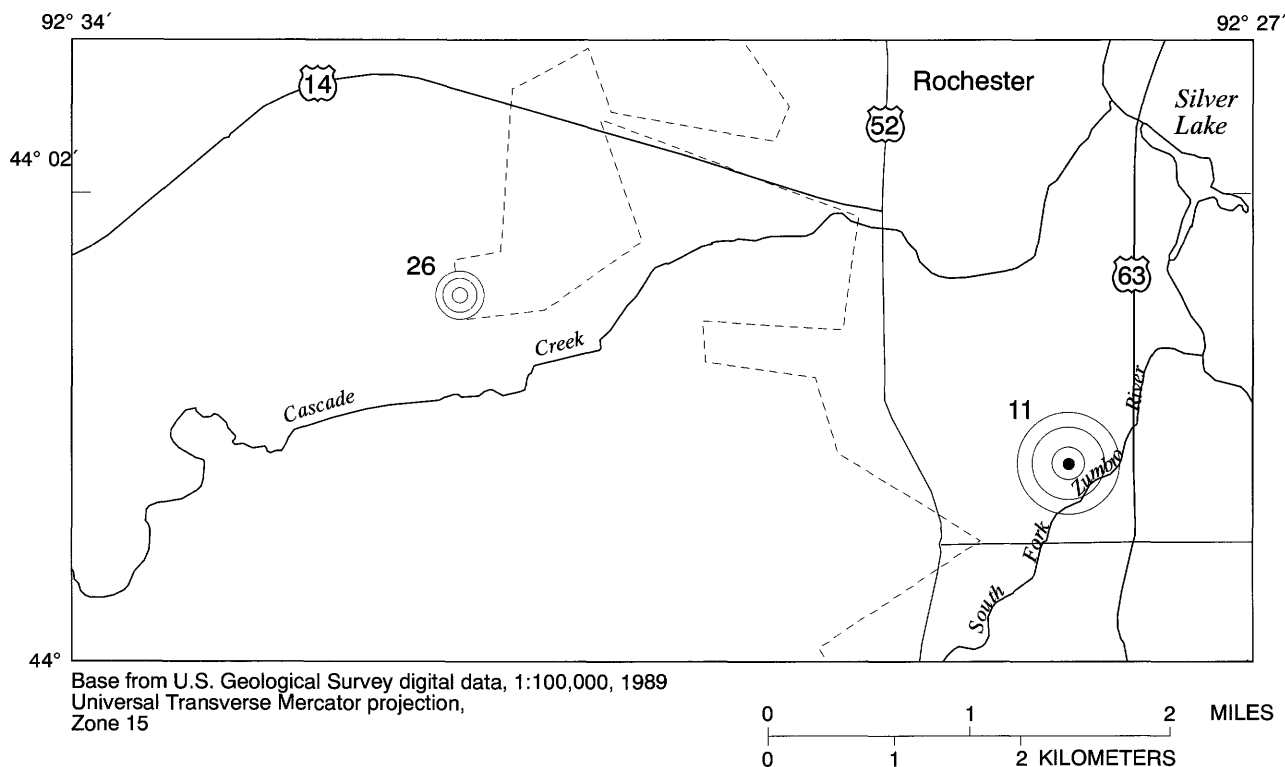 92° 34′
92° 27′
14
52
Rochester
Silver
Lake
44° 02′
26
63
Creek
Cascade
River
11
Zumbro
Fork
South
44°
Base from U.S. Geological Survey digital data, 1:100,000, 1989
Universal Transverse Mercator projection,
Zone 15
0 1 2 MILES
0 1 2 KILOMETERS